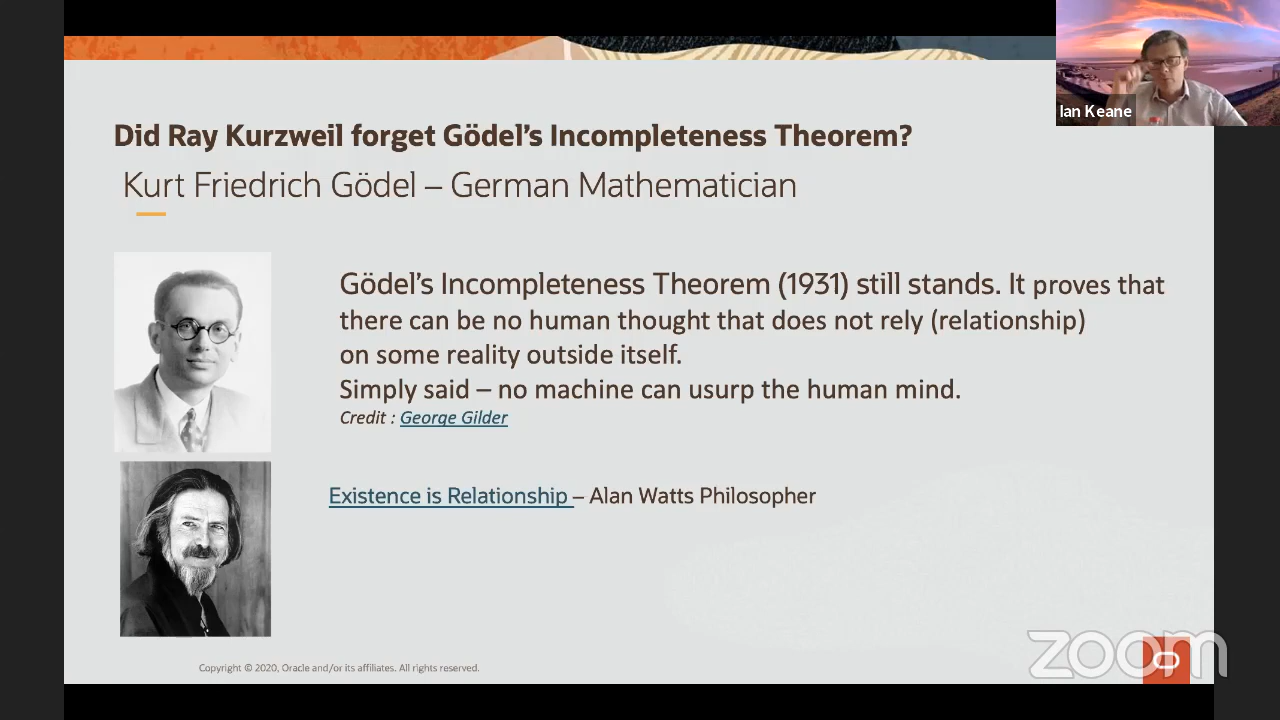 Ian Keane
Did Ray Kurzweil forget Gödel’s Incompleteness Theorem?
Kurt Friedrich Gödel – German Mathematician
Gödel’s Incompleteness Theorem (1931) still stands. It proves that
there can be no human thought that does not rely (relationship)
on some reality outside itself.
Simply said – no machine can usurp the human mind.
Credit : George Gilder
Existence is Relationship – Alan Watts Philosopher
Copyright © 2020, Oracle and/or its affiliates. All rights reserved.
zoom